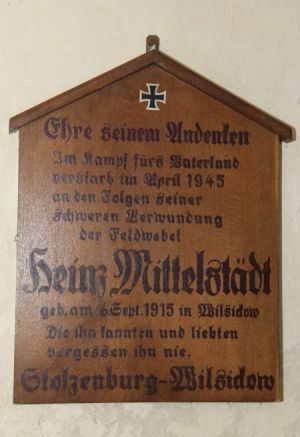 Ehre seinem Andenken
Im Kampf fürs Vaterland
verstarb im April 1945
an den Folgen seiner
schweren Verwundung
der Feldwebel
Heinz Mittelstädt
geb. am Sept. 1915 in Wilsickow
Die ihn kannten und liebten
vergessen ihn nie.
Stolzenburg-Wilsickow